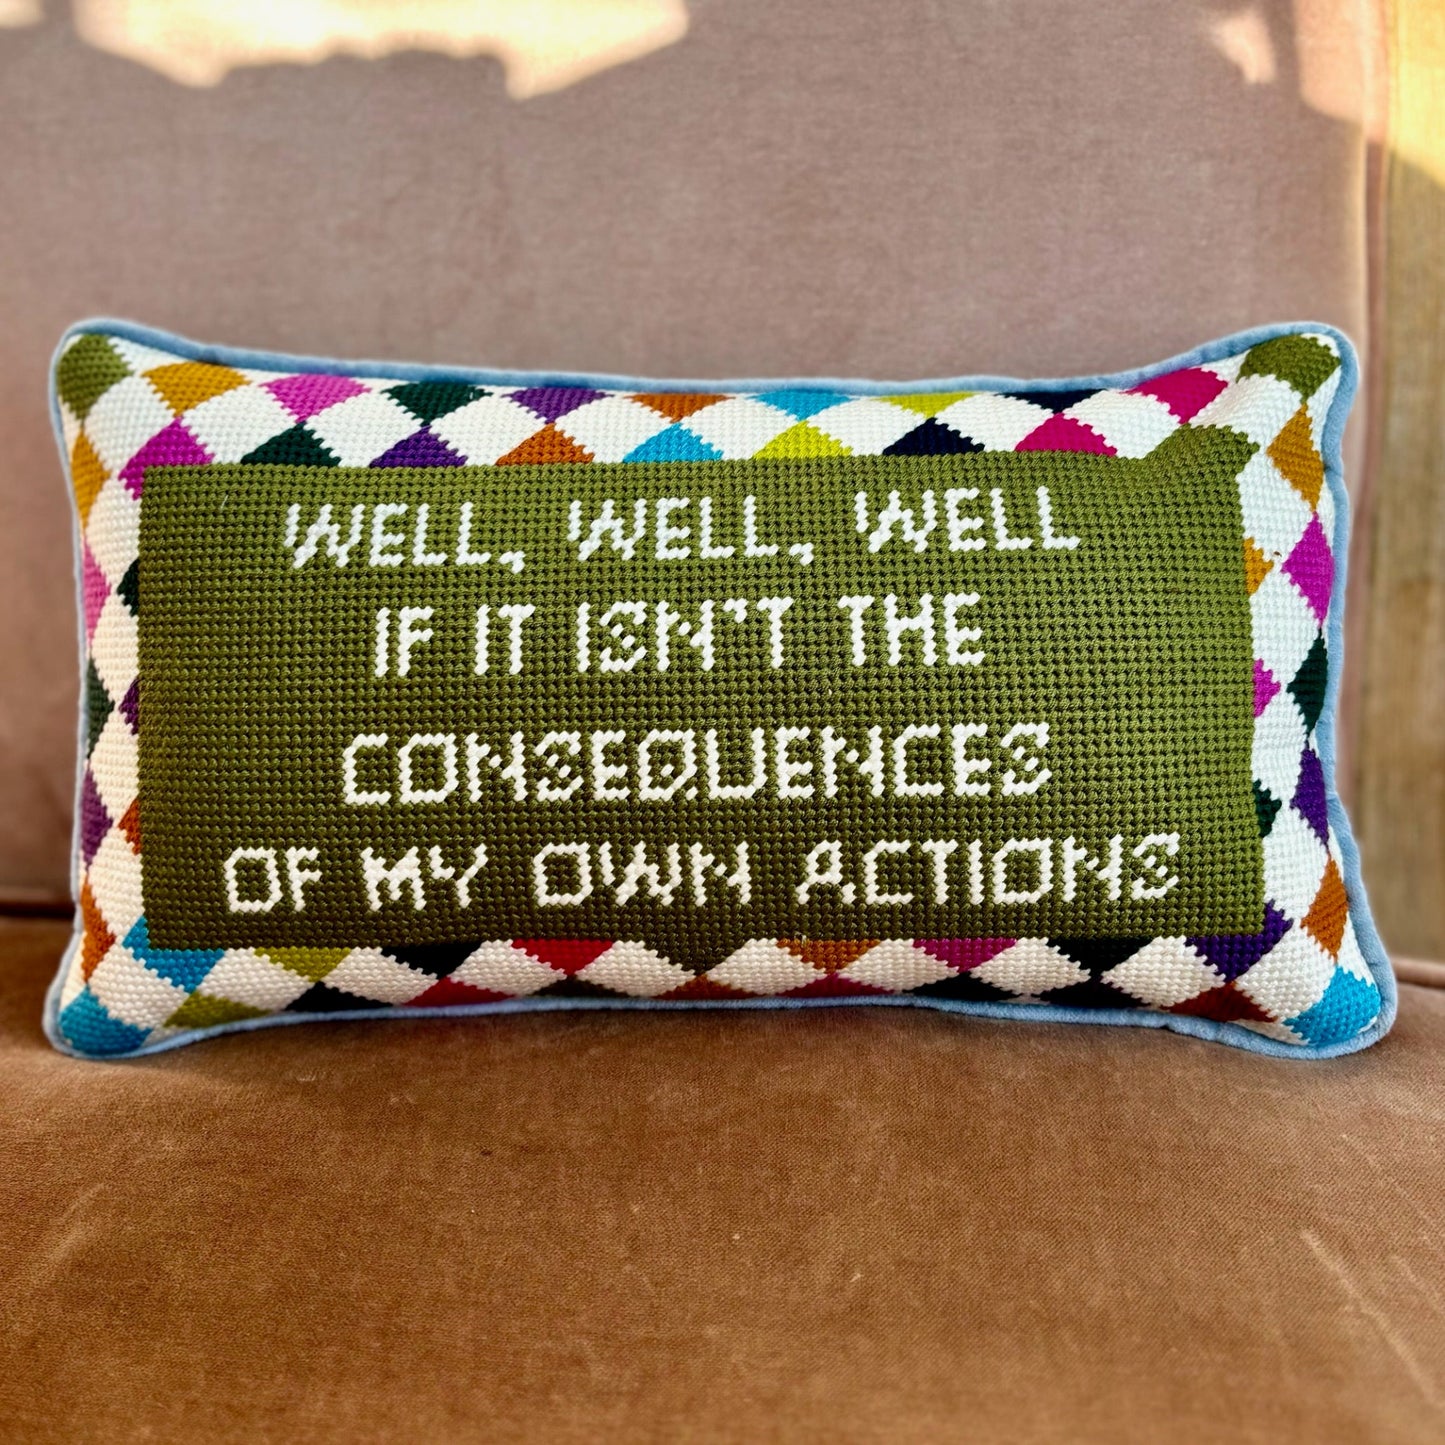 WELL, WELL, WELL
IF IT ISN'T THE
CONSEQUENCES
OF MY OWN ACTIONS